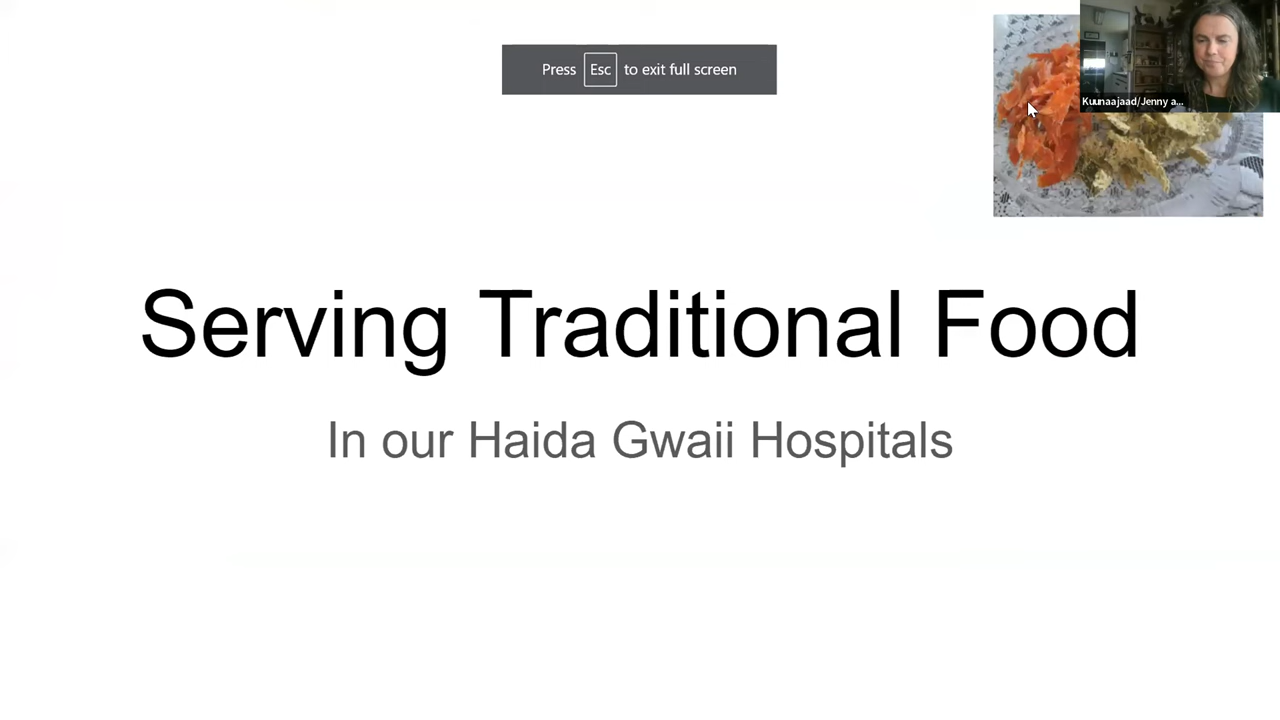 Press Esc to exit full screen
Kuunaajaad/Jenny a...
Serving Traditional Food
In our Haida Gwaii Hospitals